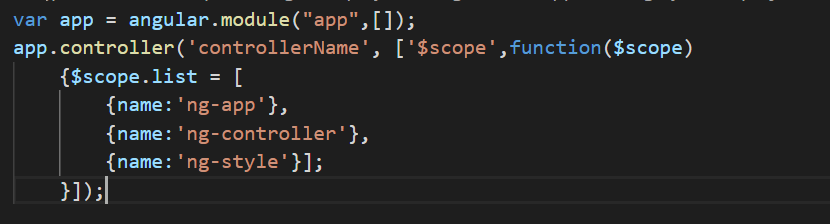 var app = angular.module("app",[]);
app.controller('controllerName', ['$scope',function($scope)
    {$scope.list = [
        {name:'ng-app'},
        {name:'ng-controller'},
        {name:'ng-style'}];
    }]);